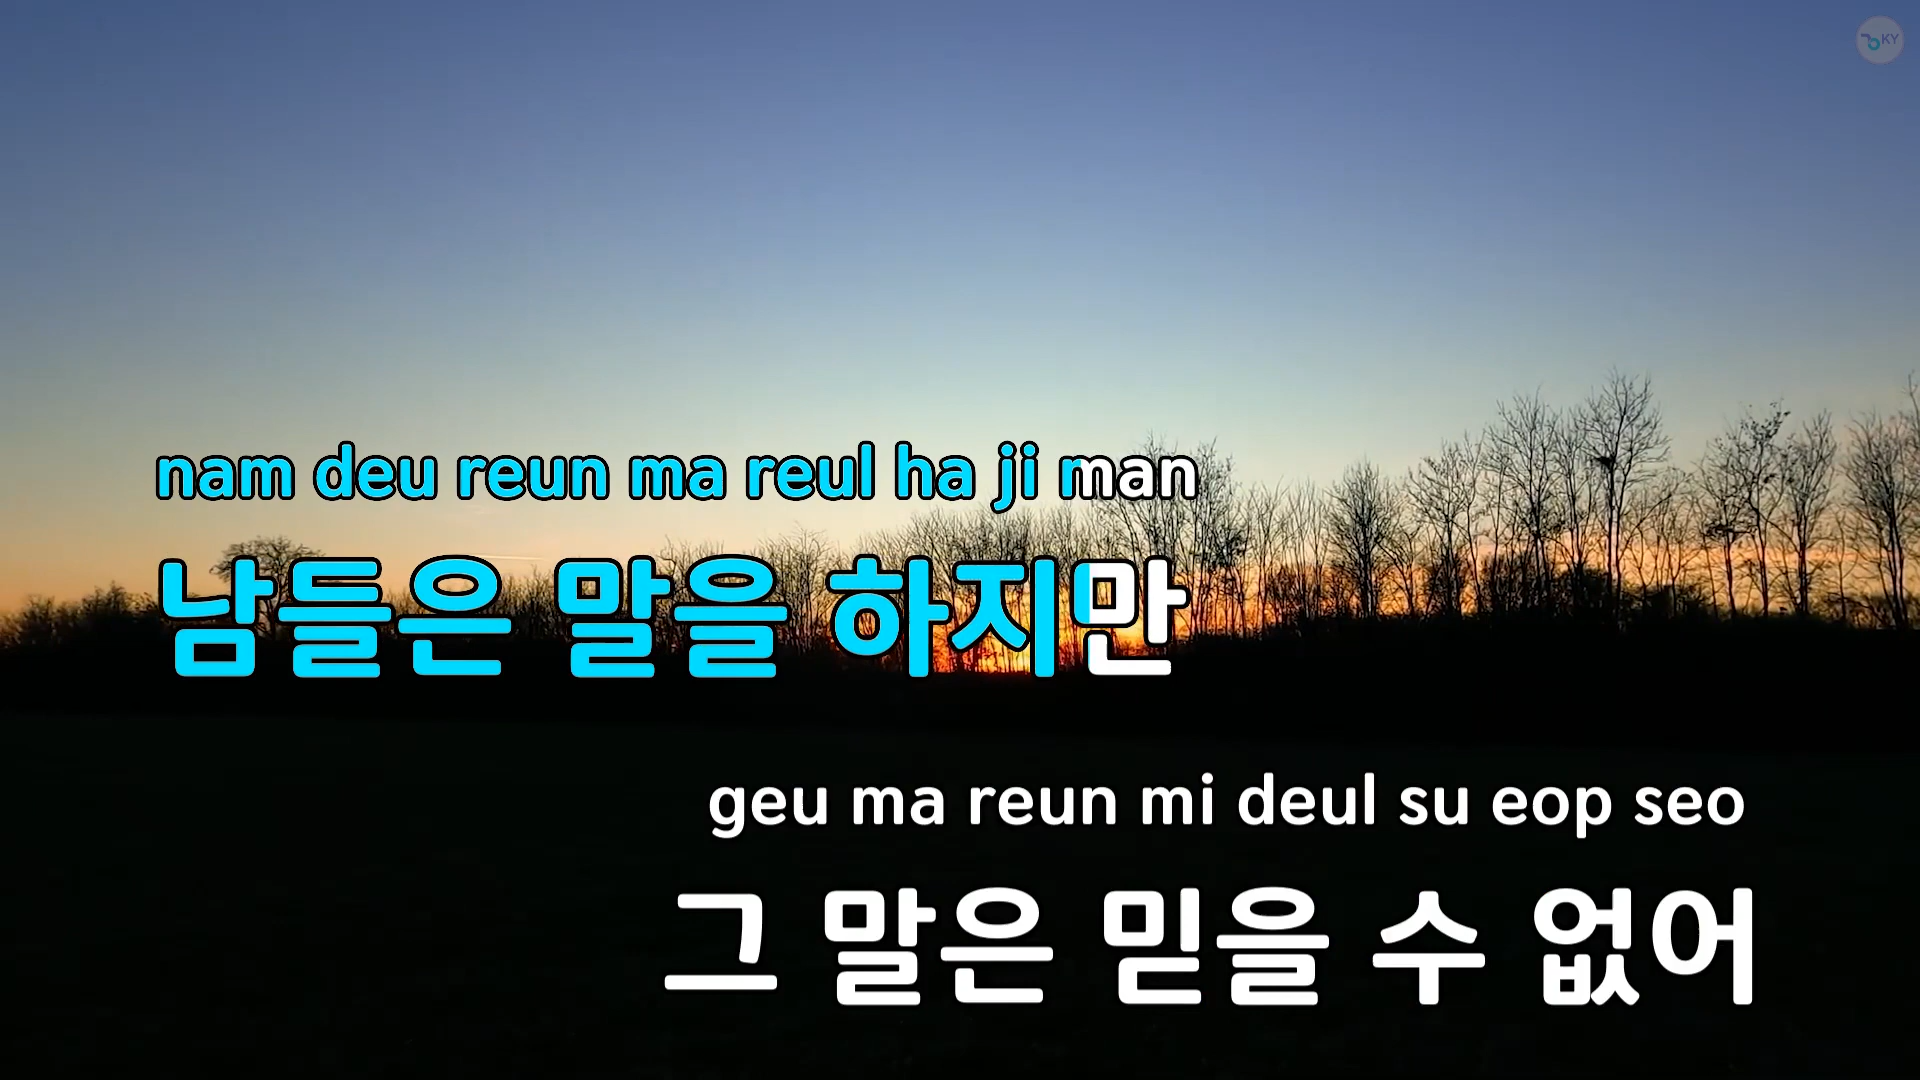 KY
nam deu reun ma reul ha ji man
남들은 말을 하지만
geu ma reun mi deul su eop seo
그 말은 믿을 수 없어